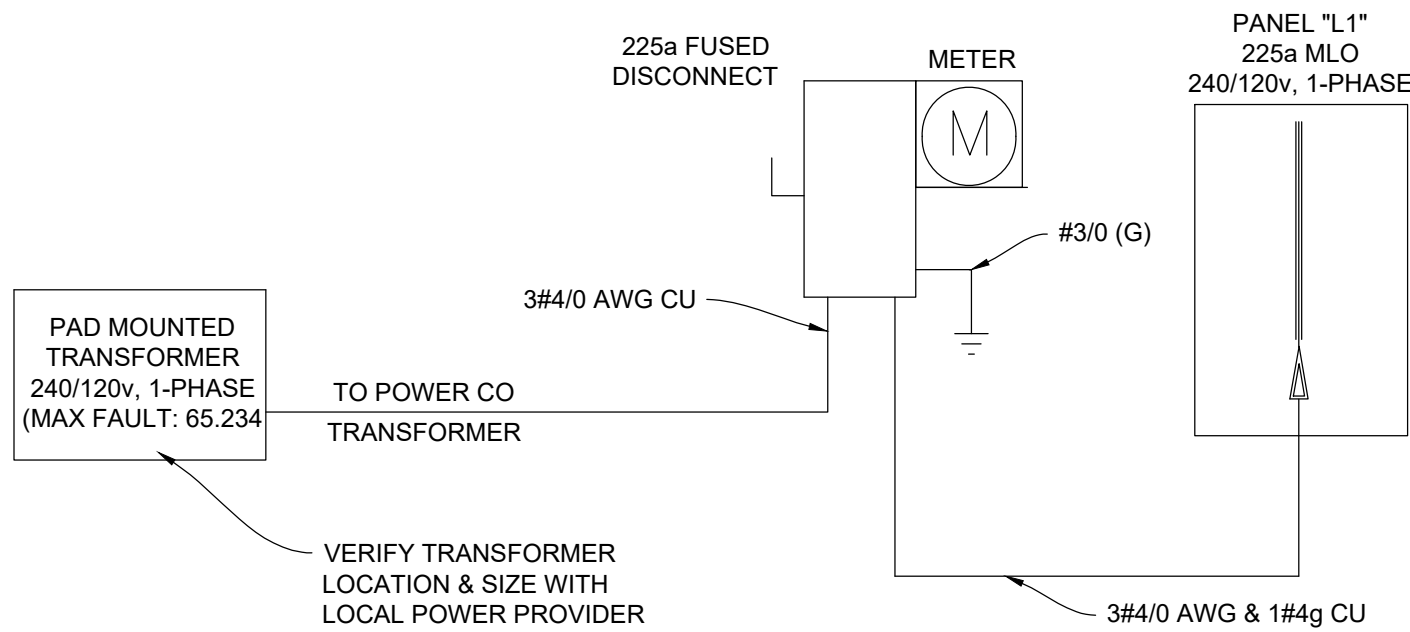 225a FUSED
DISCONNECT
METER
M
PANEL "L1"
225a MLO
240/120v, 1-PHASE
#3/0 (G)
3#4/0 AWG CU
PAD MOUNTED
TRANSFORMER
240/120v, 1-PHASE
(MAX FAULT: 65.234
TO POWER CO
TRANSFORMER
VERIFY TRANSFORMER
LOCATION & SIZE WITH
LOCAL POWER PROVIDER
3#4/0 AWG & 1#4g CU